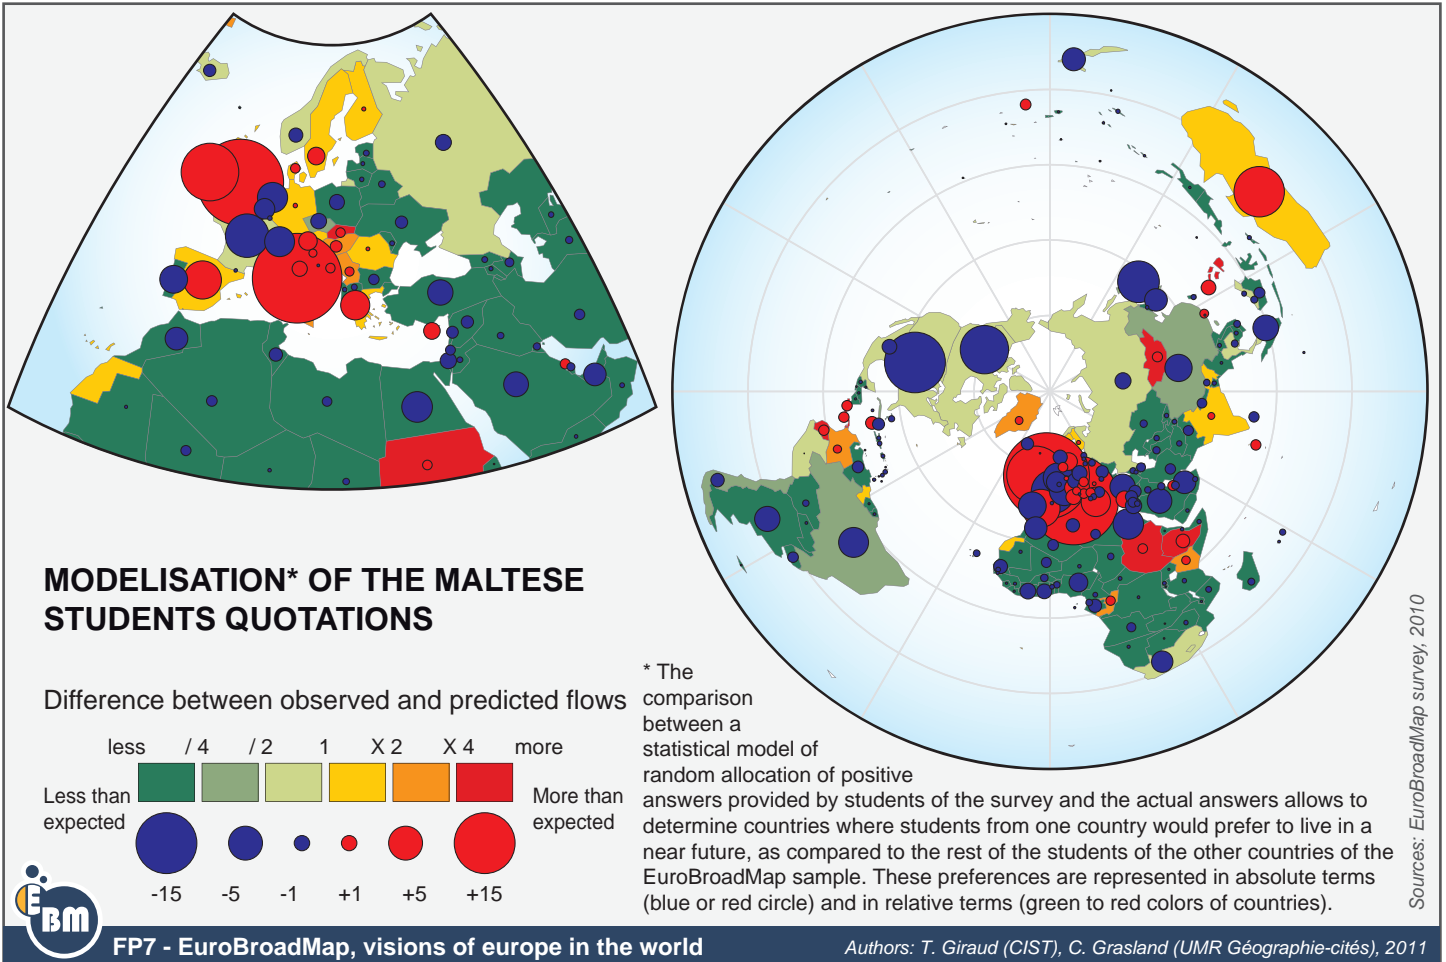 MODELISATION* OF THE MALTESE
STUDENTS QUOTATIONS
Difference between observed and predicted flows
less / 4 / 2 1 X 2 X 4 more
Less than
expected
More than
expected
-15 -5 -1 +1 +5 +15
* The
comparison
between a
statistical model of
random allocation of positive
answers provided by students of the survey and the actual answers allows to
determine countries where students from one country would prefer to live in a
near future, as compared to the rest of the students of the other countries of the
EuroBroadMap sample. These preferences are represented in absolute terms
(blue or red circle) and in relative terms (green to red colors of countries).
Sources: EuroBroadMap survey, 2010
EBM
FP7 - EuroBroadMap, visions of europe in the world
Authors: T. Giraud (CIST), C. Grasland (UMR Géographie-cités), 2011